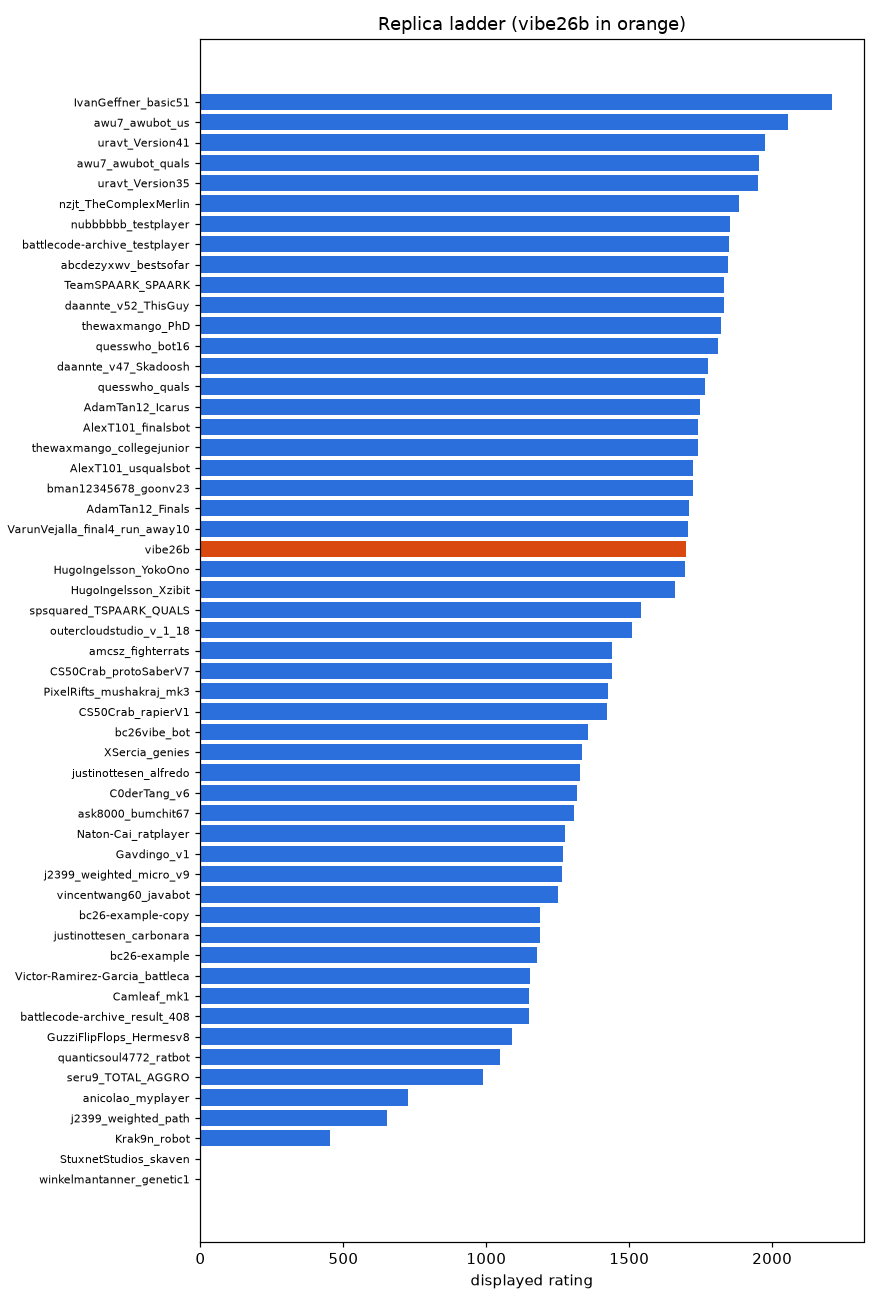 Replica ladder (vibe26b in orange)
IvanGeffner_basic51
awu7_awubot_us
uravt_Version41
awu7_awubot_quals
uravt_Version35
nzjt_TheComplexMerlin
nubbbbbb_testplayer
battlecode-archive_testplayer
abcdezyxwv_bestsofar
TeamSPAARK_SPAARK
daannte_v52_ThisGuy
thewaxmango_PhD
quesswho_bot16
daannte_v47_Skadoosh
quesswho_quals
AdamTan12_Icarus
AlexT101_finalsbot
thewaxmango_collegejunior
AlexT101_usqualsbot
bman12345678_goonv23
AdamTan12_Finals
VarunVejalla_final4_run_away10
vibe26b
HugoIngelsson_YokoOno
HugoIngelsson_Xzibit
spsquared_TSPAARK_QUALS
outercloudstudio_v_1_18
amcsz_fighterrats
CS50Crab_protoSaberV7
PixelRifts_mushakraj_mk3
CS50Crab_rapierV1
bc26vibe_bot
XSercia_genies
justinottesen_alfredo
C0derTang_v6
ask8000_bumchit67
Naton-Cai_ratplayer
Gavdingo_v1
j2399_weighted_micro_v9
vincentwang60_javabot
bc26-example-copy
justinottesen_carbonara
bc26-example
Victor-Ramirez-Garcia_battleca
Camleaf_mk1
battlecode-archive_result_408
GuzziFlipFlops_Hermesv8
quanticsoul4772_ratbot
seru9_TOTAL_AGGRO
anicolao_myplayer
j2399_weighted_path
Krak9n_robot
StuxnetStudios_skaven
winkelmantanner_genetic1
0 500 1000 1500 2000
displayed rating